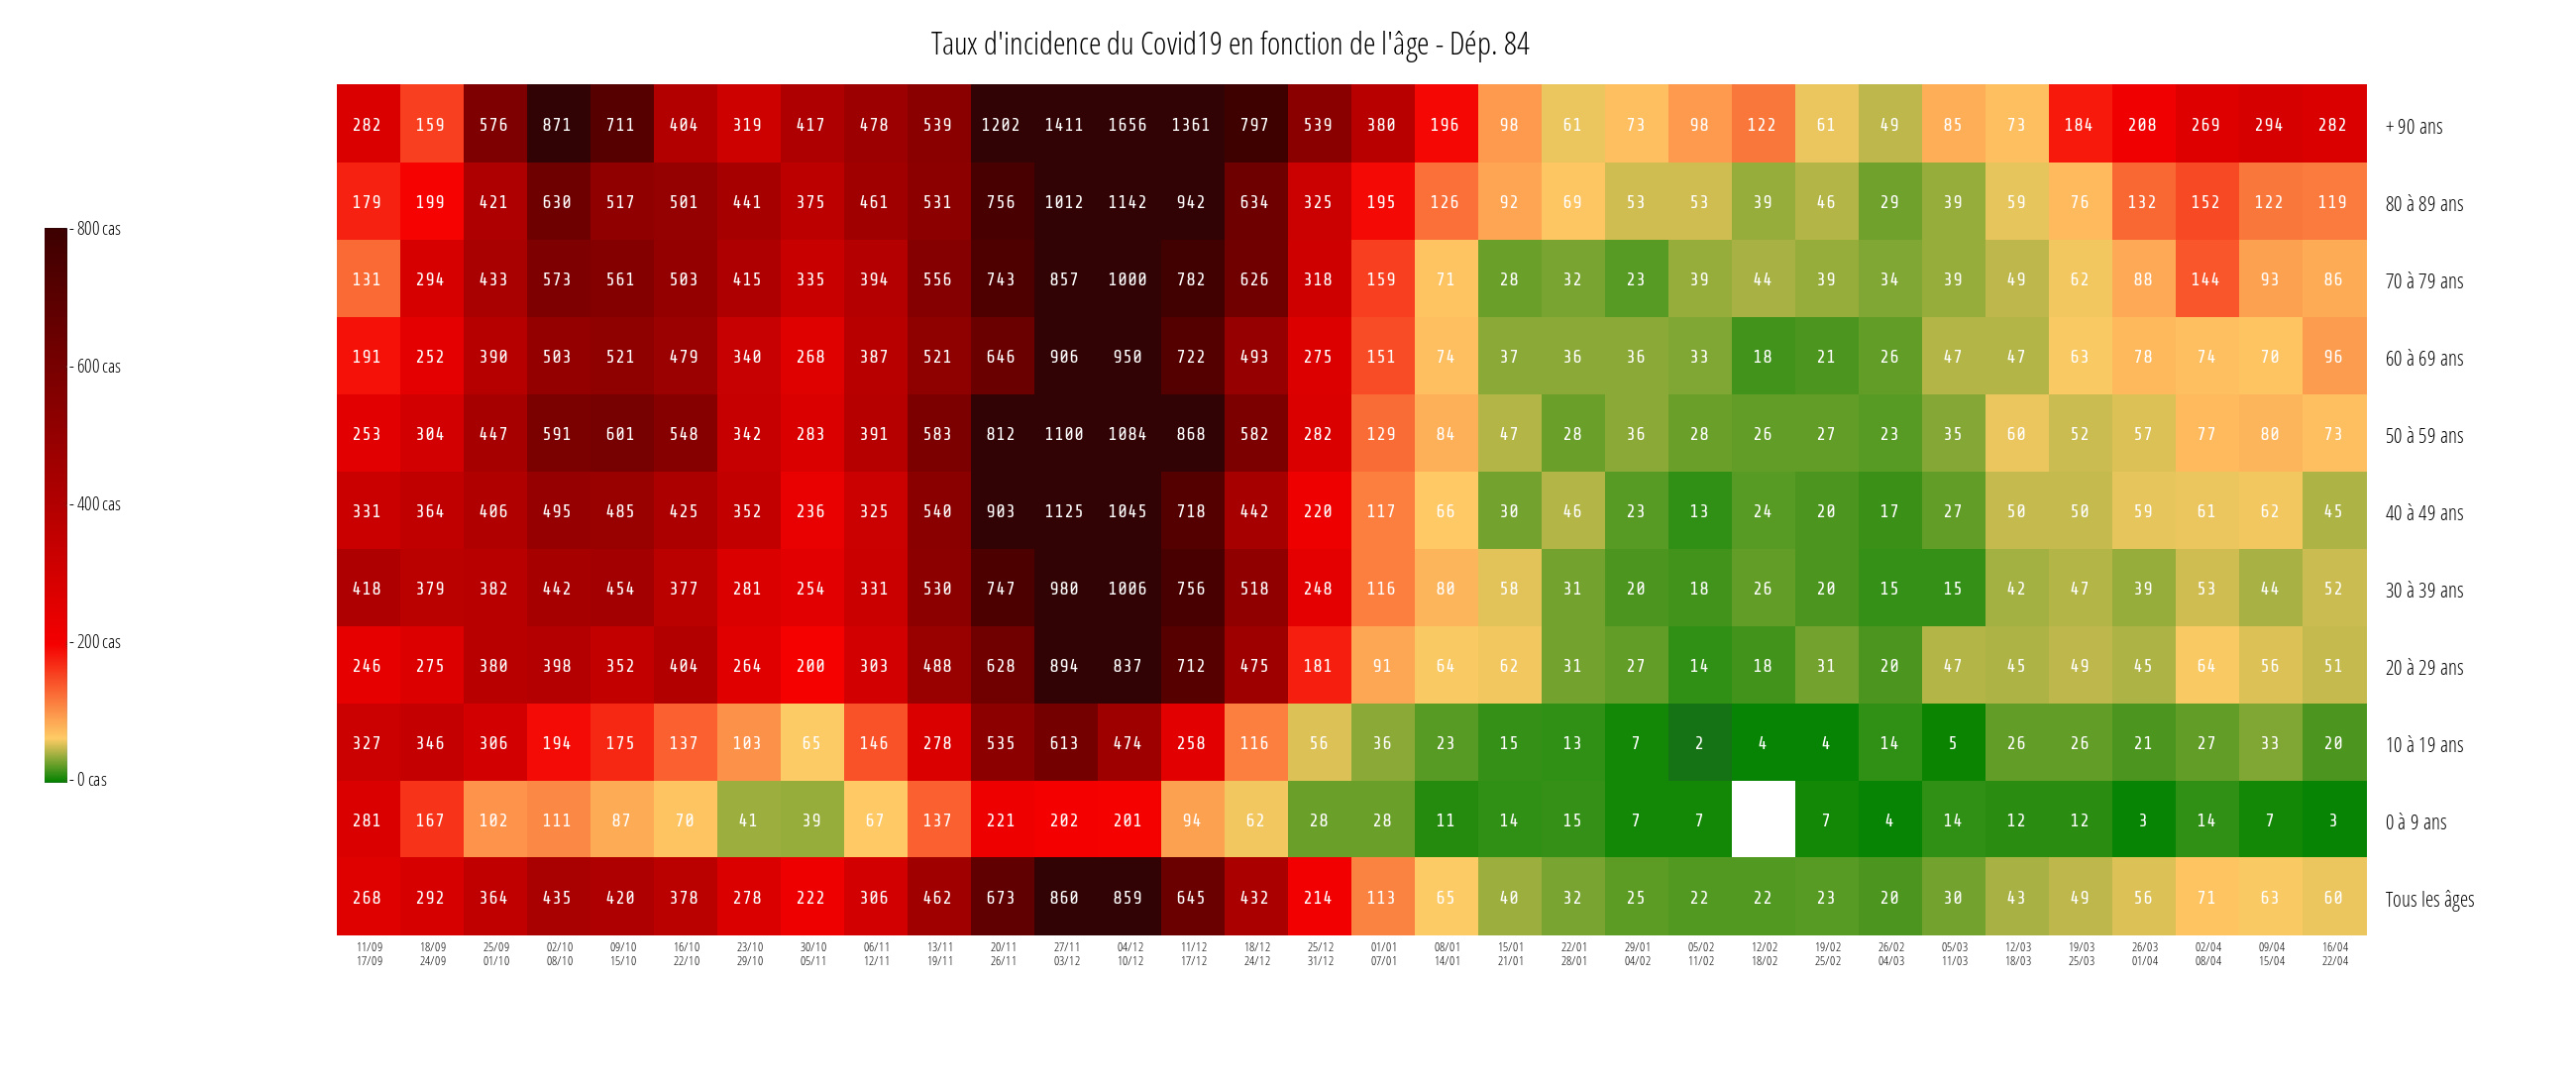 Taux d'incidence du Covid19 en fonction de l'âge - Dép. 84
282 159 576 871 711 404 319 417 478 539 1202 1411 1656 1361 797 539 380 196 98 61 73 98 122 61 49 85 73 184 208 269 294 282 + 90 ans
179 199 421 630 517 501 441 375 461 531 756 1012 1142 942 634 325 195 126 92 69 53 53 39 46 29 39 59 76 132 152 122 119 80 à 89 ans
- 800 cas
131 294 433 573 561 503 415 335 394 556 743 857 1000 782 626 318 159 71 28 32 23 39 44 39 34 39 49 62 88 144 93 86 70 à 79 ans
191 252 390 503 521 479 340 268 387 521 646 906 950 722 493 275 151 74 37 36 36 33 18 21 26 47 47 63 78 74 70 96 60 à 69 ans
- 600 cas
253 304 447 591 601 548 342 283 391 583 812 1100 1084 868 582 282 129 84 47 28 36 28 26 27 23 35 60 52 57 77 80 73 50 à 59 ans
- 400 cas
331 364 406 495 485 425 352 236 325 540 903 1125 1045 718 442 220 117 66 30 46 23 13 24 20 17 27 50 50 59 61 62 45 40 à 49 ans
418 379 382 442 454 377 281 254 331 530 747 980 1006 756 518 248 116 80 58 31 20 18 26 20 15 15 42 47 39 53 44 52 30 à 39 ans
- 200 cas
246 275 380 398 352 404 264 200 303 488 628 894 837 712 475 181 91 64 62 31 27 14 18 31 20 47 45 49 45 64 56 51 20 à 29 ans
327 346 306 194 175 137 103 65 146 278 535 613 474 258 116 56 36 23 15 13 7 2 4 4 14 5 26 26 21 27 33 20 10 à 19 ans
- 0 cas
281 167 102 111 87 70 41 39 67 137 221 202 201 94 62 28 28 11 14 15 7 7 7 4 14 12 12 3 14 7 3 0 à 9 ans
268 292 364 435 420 378 278 222 306 462 673 860 859 645 432 214 113 65 40 32 25 22 22 23 20 30 43 49 56 71 63 60 Tous les âges
11/09 18/09 25/09 02/10 09/10 16/10 23/10 30/10 06/11 13/11 20/11 27/11 04/12 11/12 18/12 25/12 01/01 08/01 15/01 22/01 29/01 05/02 12/02 19/02 26/02 05/03 12/03 19/03 26/03 02/04 09/04 16/04
17/09 24/09 01/10 08/10 15/10 22/10 29/10 05/11 12/11 19/11 26/11 03/12 10/12 17/12 24/12 31/12 07/01 14/01 21/01 28/01 04/02 11/02 18/02 25/02 04/03 11/03 18/03 25/03 01/04 08/04 15/04 22/04